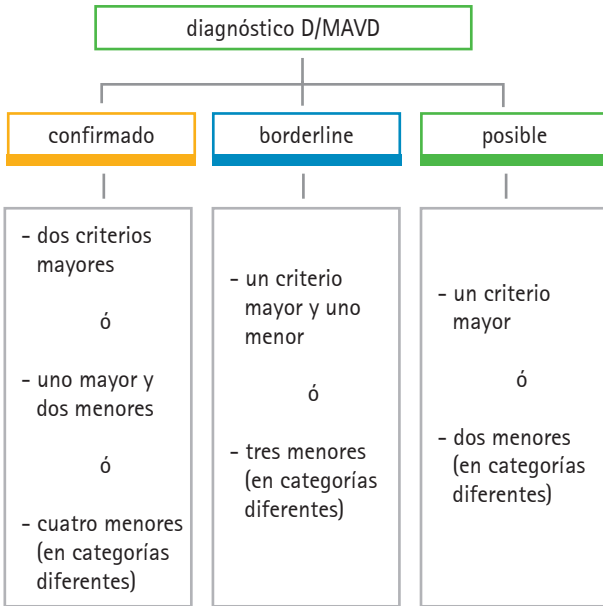 diagnóstico D/MAVD
confirmado
borderline
posible
- dos criterios
mayores
ó
- uno mayor y
dos menores
ó
- cuatro menores
(en categorías
diferentes)
- un criterio
mayor y uno
menor
ó
- tres menores
(en categorías
diferentes)
- un criterio
mayor
ó
- dos menores
(en categorías
diferentes)